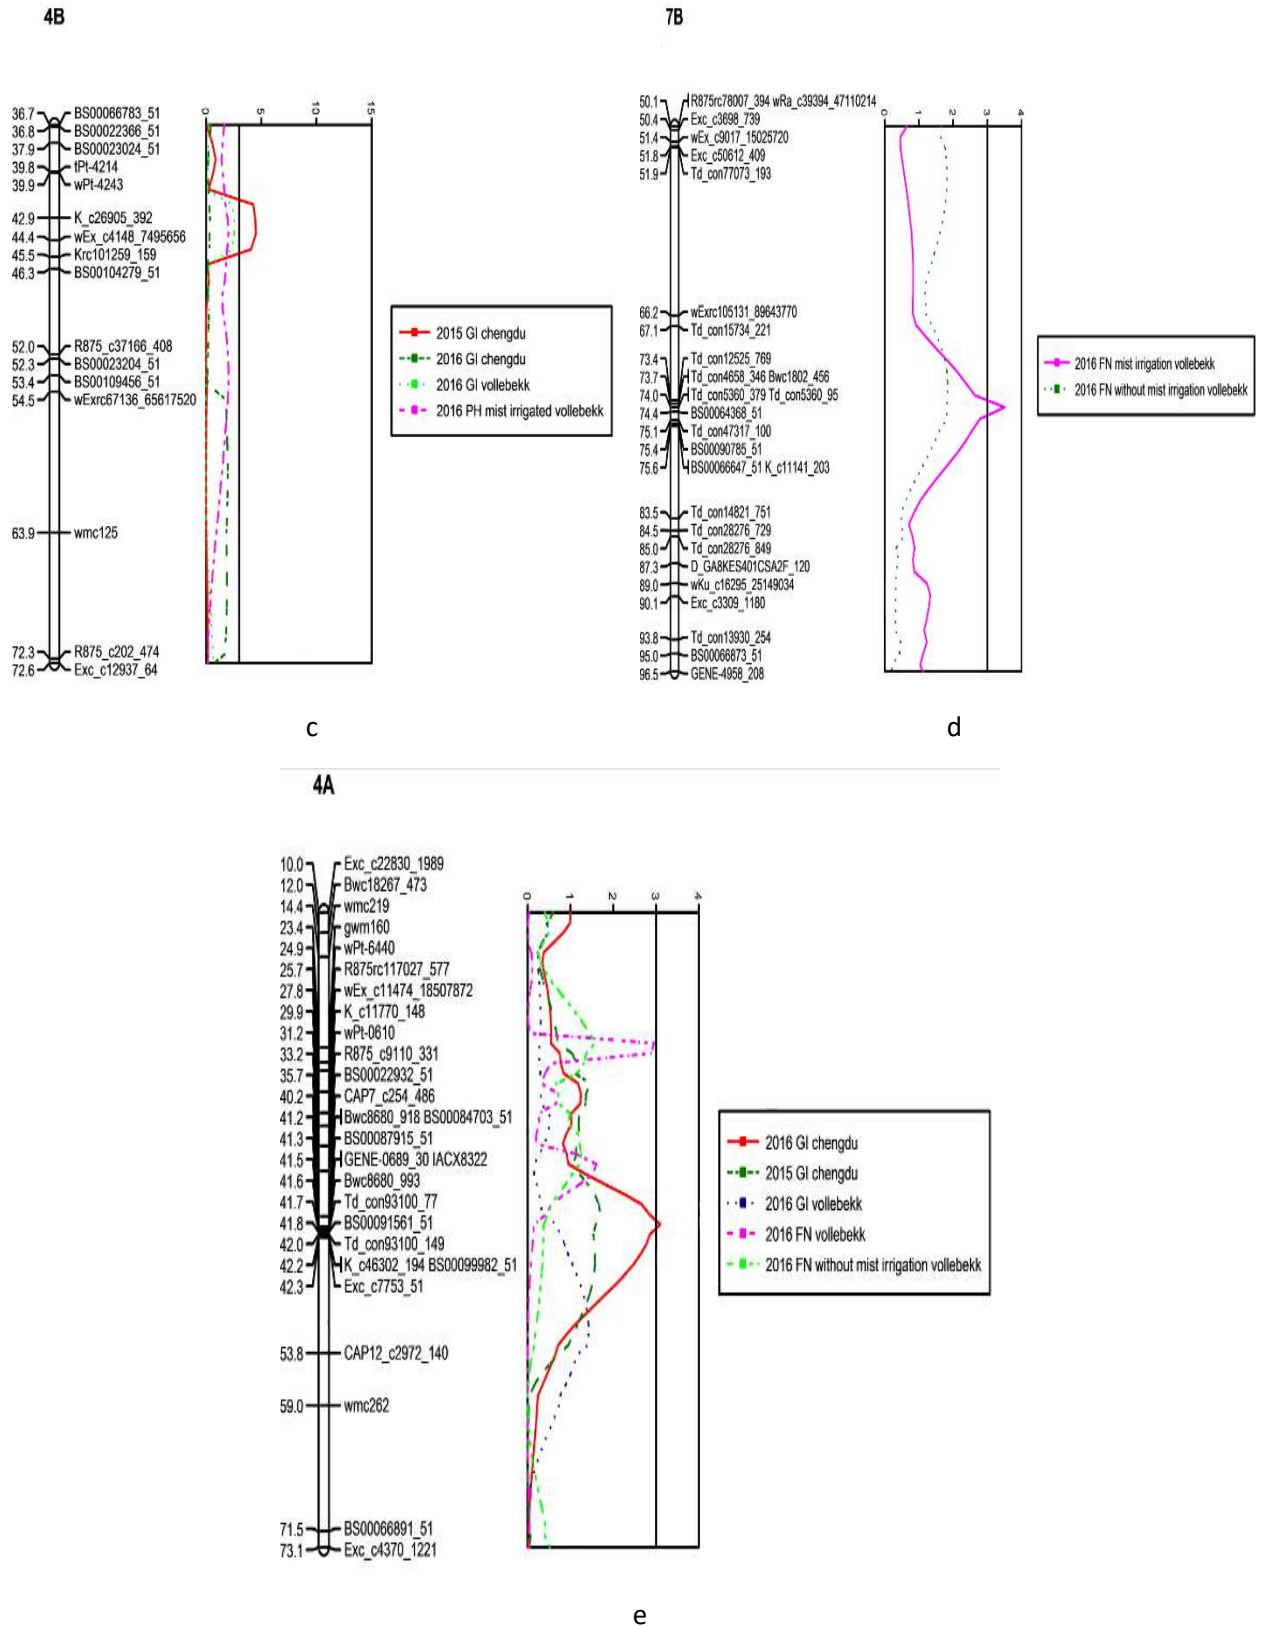 4B
7B
0 5 10 15
36.7 BS00066783_51
36.8 BS00022366_51
37.9 BS00023024_51
39.8 tPt-4214
39.9 wPt-4243
42.9 K_c26905_392
44.4 wEx_c4148_7495656
45.5 Krc101259_159
46.3 BS00104279_51
52.0 R875_c37166_408
52.3 BS00023204_51
53.4 BS00109456_51
54.5 wExrc67136_65617520
63.9 wmc125
72.3 R875_c202_474
72.6 Exc_c12937_64
2015 GI chengdu
2016 GI chengdu
2016 GI vollebekk
2016 PH mist irrigated vollebekk
0 1 2 3 4
50.1 R875rc78007_394 wRa_c39394_47110214
50.4 Exc_c3698_739
51.4 wEx_c9017_15025720
51.8 Exc_c50612_409
51.9 Td_con77073_193
66.2 wExrc105131_89643770
67.1 Td_con15734_221
73.4 Td_con12525_769
73.7 Td_con4658_346 Bwc1802_456
74.0 Td_con5360_379 Td_con5360_95
74.4 BS00064368_51
75.1 Td_con47317_100
75.4 BS00090785_51
75.6 BS00066647_51 K_c11141_203
83.5 Td_con14821_751
84.5 Td_con28276_729
85.0 Td_con28276_849
87.3 D_GA8KES401CSA2F_120
89.0 wKu_c16295_25149034
90.1 Exc_c3309_1180
93.8 Td_con13930_254
95.0 BS00066873_51
96.5 GENE-4958_208
2016 FN mist irrigation vollebekk
2016 FN without mist irrigation vollebekk
c
d
4A
0 1 2 3 4
10.0 Exc_c22830_1989
12.0 Bwc18267_473
14.4 wmc219
23.4 gwm160
24.9 wPt-6440
25.7 R875rc117027_577
27.8 wEx_c11474_18507872
29.9 K_c11770_148
31.2 wPt-0610
33.2 R875_c9110_331
35.7 BS00022932_51
40.2 CAP7_c254_486
41.2 Bwc8680_918 BS00084703_51
41.3 BS00087915_51
41.5 GENE-0689_30 IACX8322
41.6 Bwc8680_993
41.7 Td_con93100_77
41.8 BS00091561_51
42.0 Td_con93100_149
42.2 K_c46302_194 BS00099982_51
42.3 Exc_c7753_51
53.8 CAP12_c2972_140
59.0 wmc262
71.5 BS00066891_51
73.1 Exc_c4370_1221
2016 GI chengdu
2015 GI chengdu
2016 GI vollebekk
2016 FN vollebekk
2016 FN without mist irrigation vollebekk
e